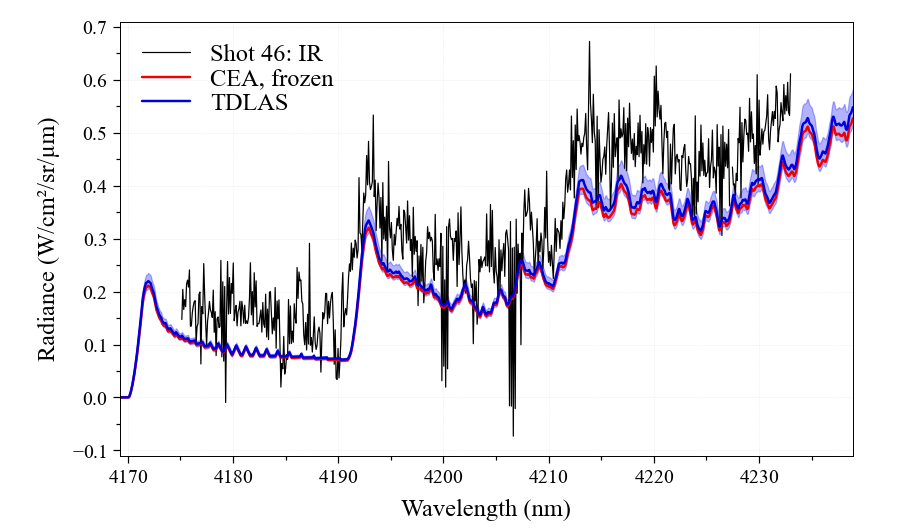 0.7
0.6
0.5
0.4
0.3
0.2
0.1
0.0
−0.1
Radiance (W/cm²/sr/μm)
Shot 46: IR
CEA, frozen
TDLAS
4170 4180 4190 4200 4210 4220 4230
Wavelength (nm)